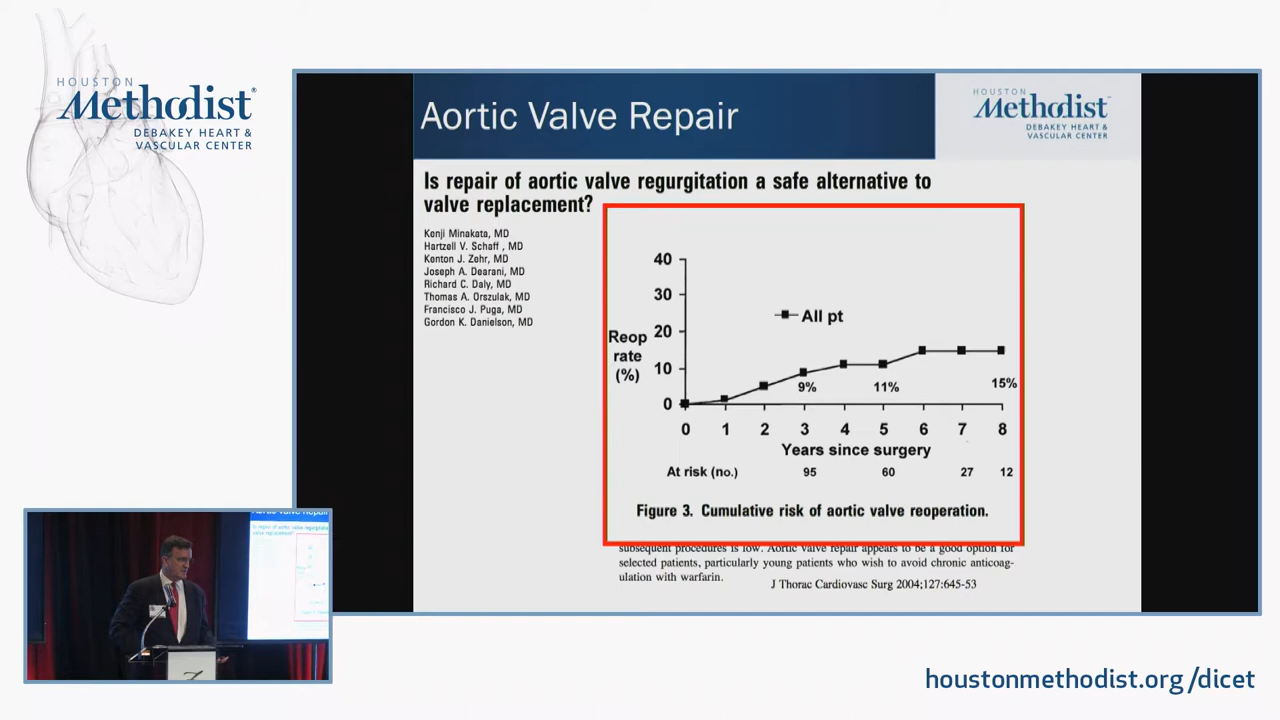 HOUSTON
Methodist®
DEBAKEY HEART &
VASCULAR CENTER
Aortic Valve Repair
HOUSTON
Methodist
DEBAKEY HEART &
VASCULAR CENTER
Is repair of aortic valve regurgitation a safe alternative to
valve replacement?
Kenji Minakata, MD
Hartzell V. Schaff , MD
Kenton J. Zehr, MD
Joseph A. Dearani, MD
Richard C. Daly, MD
Thomas A. Orszulak, MD
Francisco J. Puga, MD
Gordon K. Danielson, MD
40
30
20
10
0
Reop
rate
(%)
All pt
9%
11%
15%
0 1 2 3 4 5 6 7 8
Years since surgery
At risk (no.) 95 60 27 12
Figure 3. Cumulative risk of aortic valve reoperation.
subsequent procedures is low. Aortic valve repair appears to be a good option for
selected patients, particularly young patients who wish to avoid chronic anticoag-
ulation with warfarin.
J Thorac Cardiovasc Surg 2004;127:645-53
Aortic Valve Repair
houstonmethodist.org/dicet